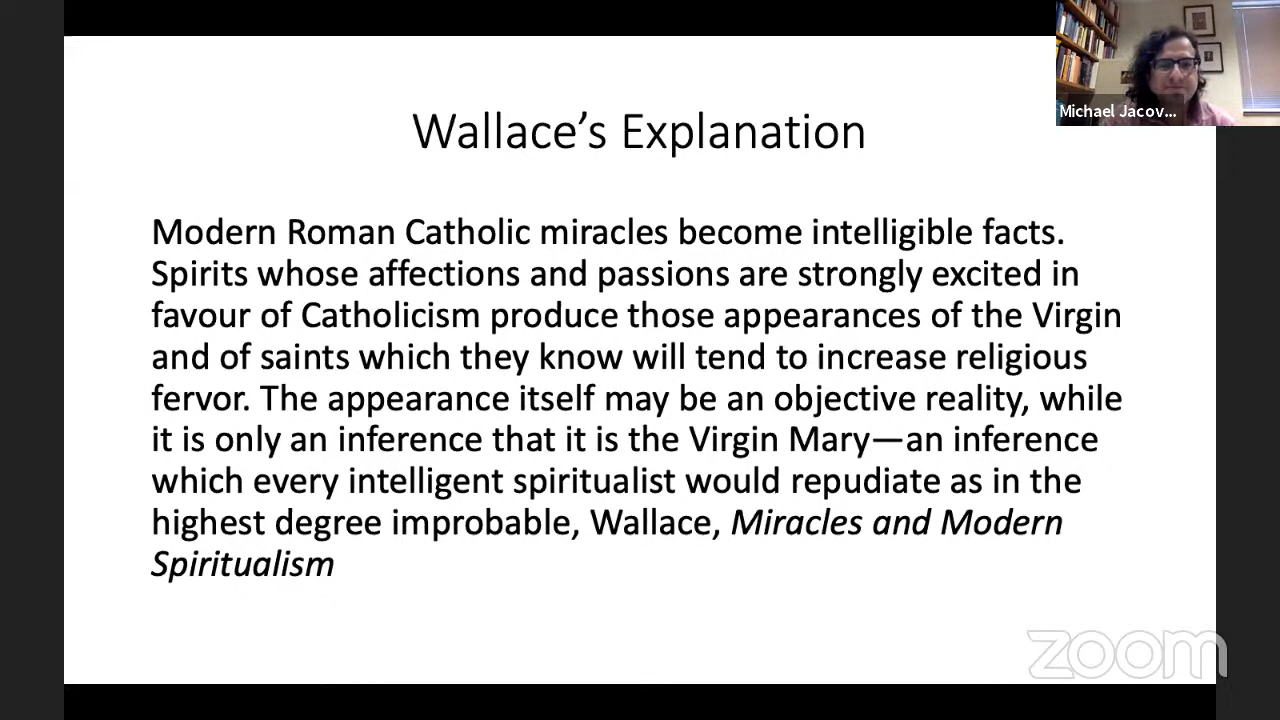 Michael Jacov...
Wallace’s Explanation
Modern Roman Catholic miracles become intelligible facts.
Spirits whose affections and passions are strongly excited in
favour of Catholicism produce those appearances of the Virgin
and of saints which they know will tend to increase religious
fervor. The appearance itself may be an objective reality, while
it is only an inference that it is the Virgin Mary—an inference
which every intelligent spiritualist would repudiate as in the
highest degree improbable, Wallace, Miracles and Modern
Spiritualism
zoom